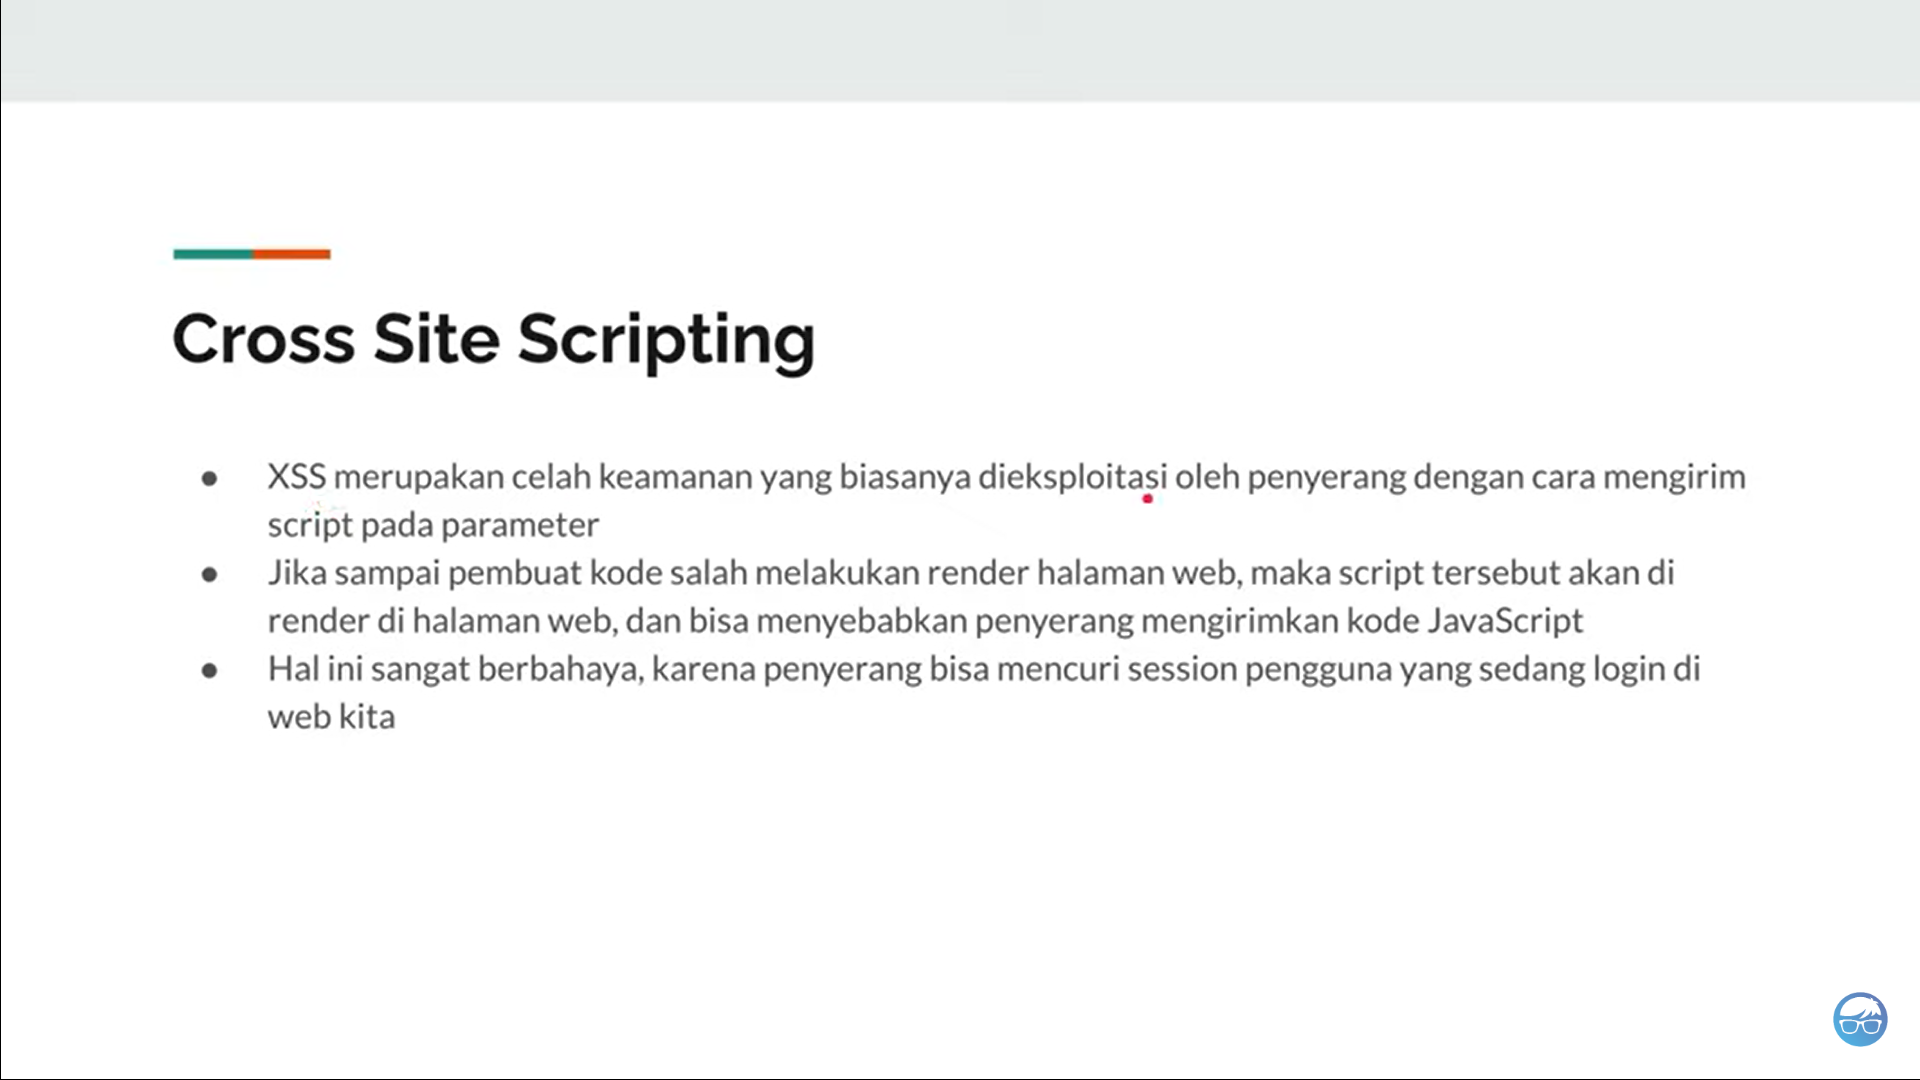 Cross Site Scripting
● XSS merupakan celah keamanan yang biasanya dieksploitasi oleh penyerang dengan cara mengirim
script pada parameter
● Jika sampai pembuat kode salah melakukan render halaman web, maka script tersebut akan di
render di halaman web, dan bisa menyebabkan penyerang mengirimkan kode JavaScript
● Hal ini sangat berbahaya, karena penyerang bisa mencuri session pengguna yang sedang login di
web kita